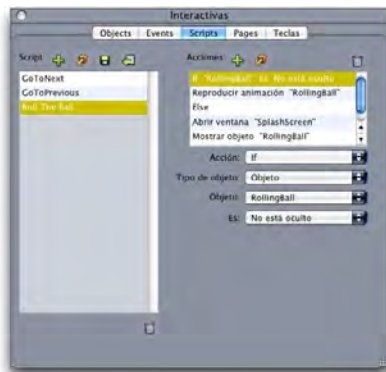 Interactivas
Objects Events Scripts Pages Teclas
Script
Acciones
GoToNext
GoToPrevious
Roll The Ball
If "RollingBall" Es No está oculto
Reproducir animación "RollingBall"
Else
Abrir ventana "SplashScreen"
Mostrar objeto "RollingBall"
Acción: If
Tipo de objeto: Objeto
Objeto: RollingBall
Es: No está oculto